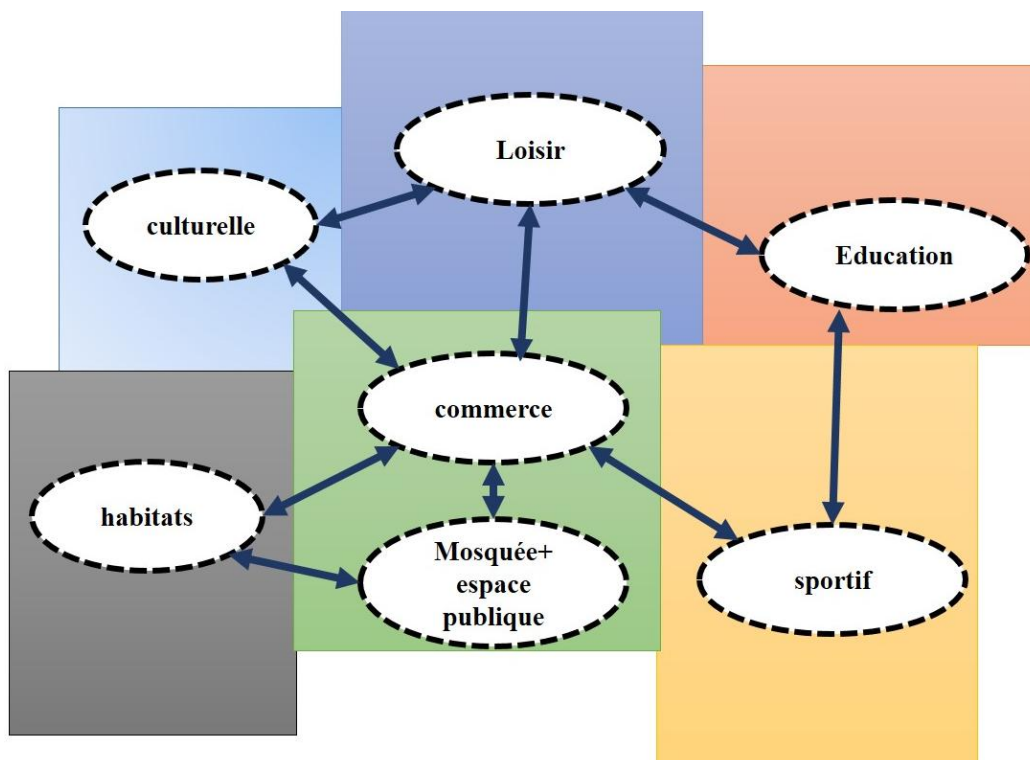 Loisir
culturelle
Education
commerce
habitats
Mosquée+
espace
publique
sportif